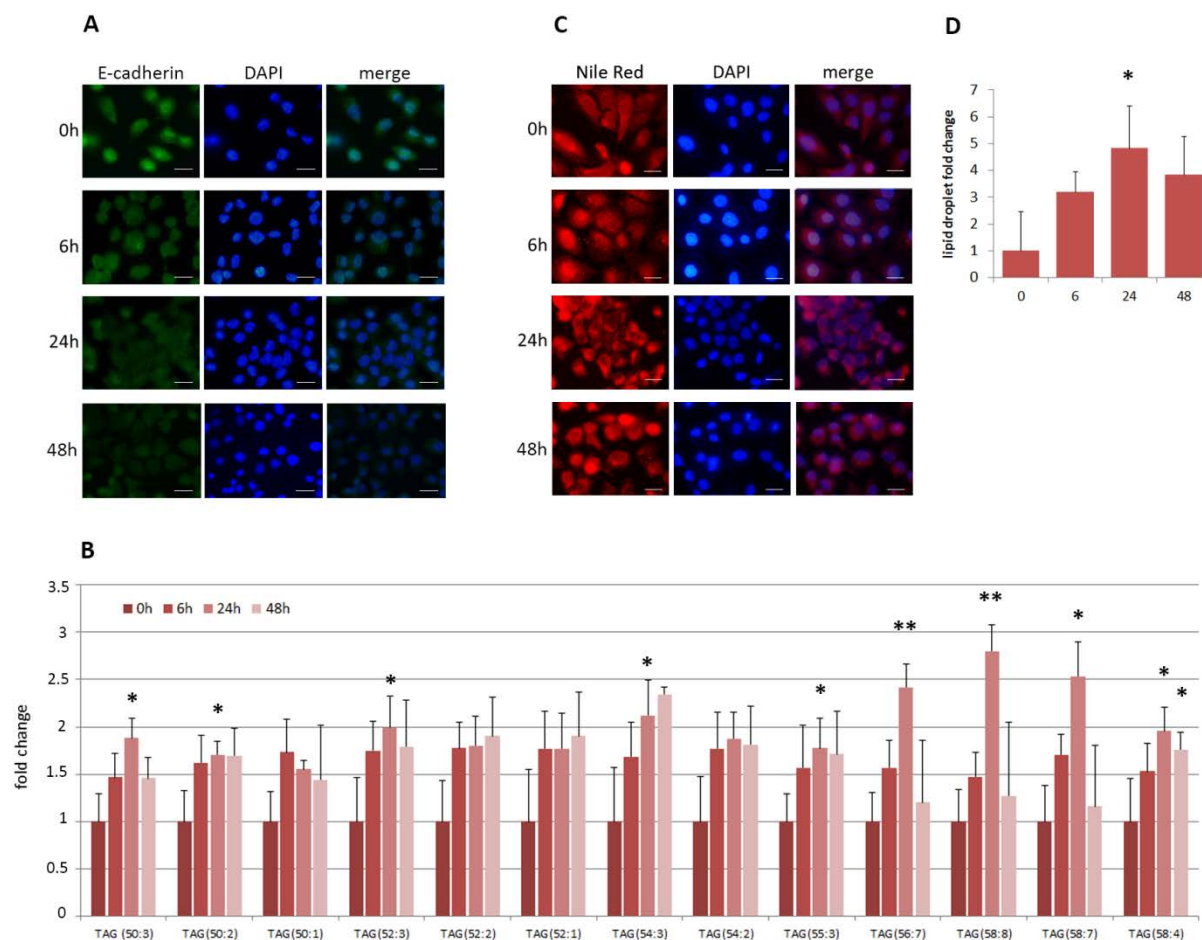 A
E-cadherin DAPI merge
0h
6h
24h
48h
C
Nile Red DAPI merge
0h
6h
24h
48h
D
*
lipid droplet fold change
7
6
5
4
3
2
1
0
0 6 24 48
B
fold change
3.5
3
2.5
2
1.5
1
0.5
0
0h 6h 24h 48h
* * * * * ** ** * * *
TAG (50:3) TAG(50:2) TAG(50:1) TAG(52:3) TAG(52:2) TAG(52:1) TAG(54:3) TAG(54:2) TAG(55:3) TAG(56:7) TAG(58:8) TAG(58:7) TAG(58:4)